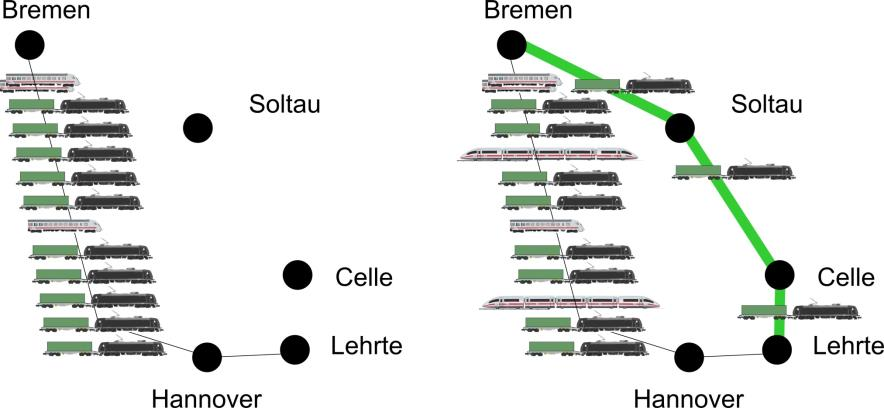 Bremen
Soltau
Celle
Lehrte
Hannover
Bremen
Soltau
Celle
Lehrte
Hannover